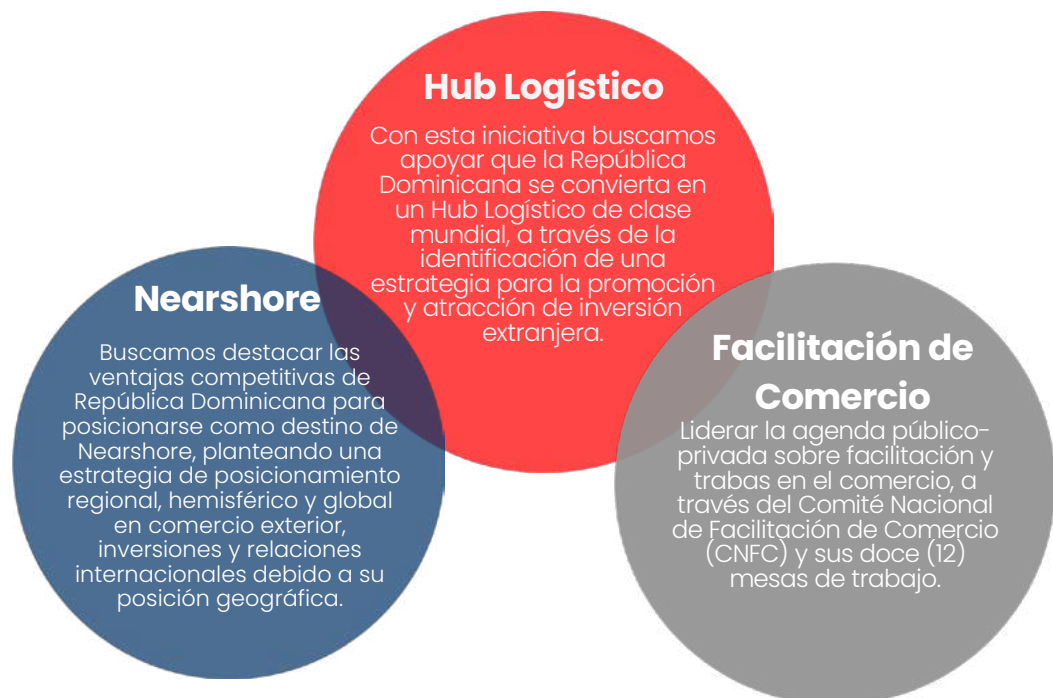 Hub Logístico
Con esta iniciativa buscamos
apoyar que la República
Dominicana se convierta en
un Hub Logístico de clase
mundial, a través de la
identificación de una
estrategia para la promoción
y atracción de inversión
extranjera.
Nearshore
Buscamos destacar las
ventajas competitivas de
República Dominicana para
posicionarse como destino de
Nearshore, planteando una
estrategia de posicionamiento
regional, hemisférico y global
en comercio exterior,
inversiones y relaciones
internacionales debido a su
posición geográfica.
Facilitación de
Comercio
Liderar la agenda público-
privada sobre facilitación y
trabas en el comercio, a
través del Comité Nacional
de Facilitación de Comercio
(CNFC) y sus doce (12)
mesas de trabajo.